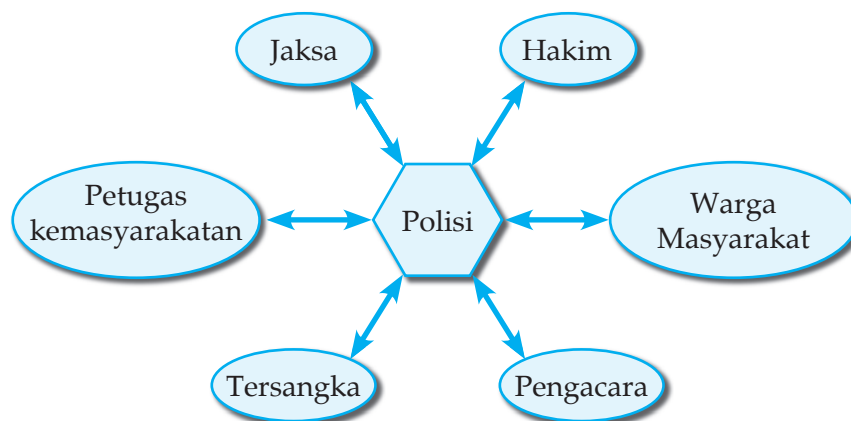 Jaksa
Hakim
Petugas
kemasyarakatan
Polisi
Warga
Masyarakat
Tersangka
Pengacara